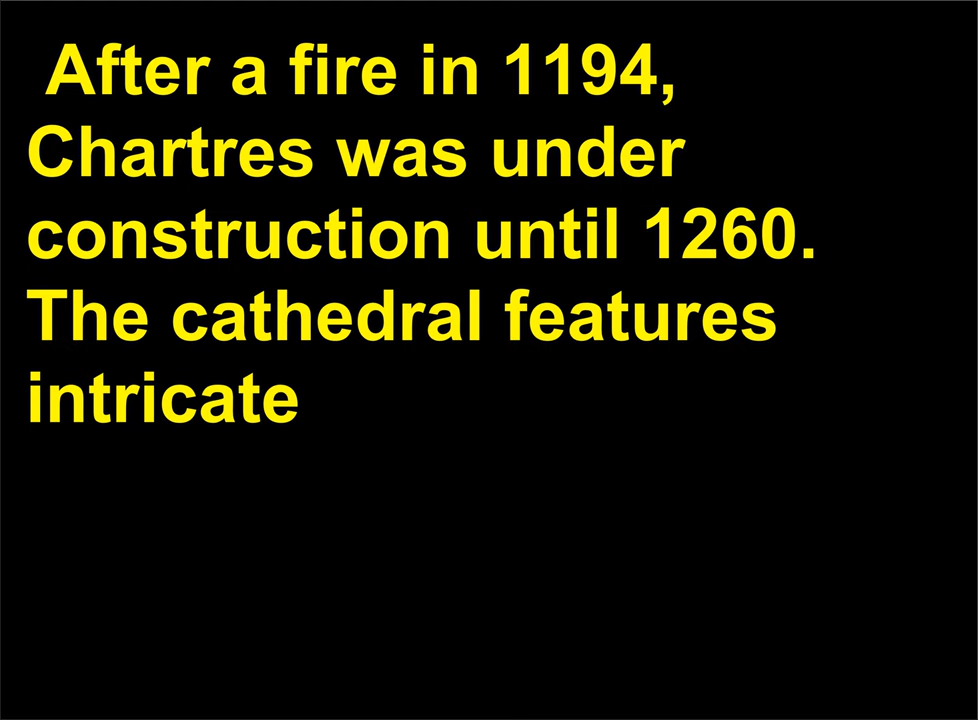 After a fire in 1194,
Chartres was under
construction until 1260.
The cathedral features
intricate